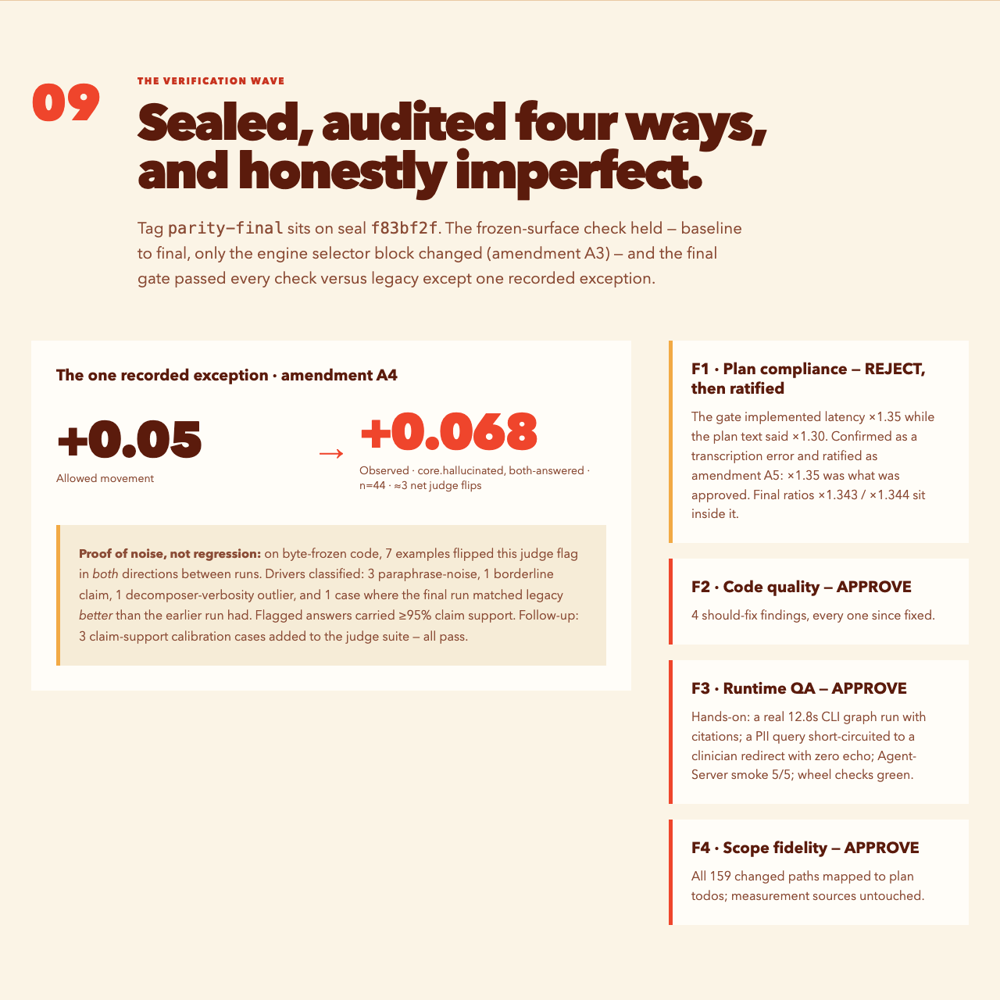 09
THE VERIFICATION WAVE
Sealed, audited four ways,
and honestly imperfect.
Tag parity-final sits on seal f83bf2f. The frozen-surface check held – baseline
to final, only the engine selector block changed (amendment A3) – and the final
gate passed every check versus legacy except one recorded exception.
The one recorded exception · amendment A4
+0.05
Allowed movement
→
+0.068
Observed · core.hallucinated, both-answered ·
n=44 · ≈3 net judge flips
Proof of noise, not regression: on byte-frozen code, 7 examples flipped this judge flag
in both directions between runs. Drivers classified: 3 paraphrase-noise, 1 borderline
claim, 1 decomposer-verbosity outlier, and 1 case where the final run matched legacy
better than the earlier run had. Flagged answers carried ≥95% claim support. Follow-up:
3 claim-support calibration cases added to the judge suite – all pass.
F1 · Plan compliance – REJECT,
then ratified
The gate implemented latency ×1.35 while
the plan text said ×1.30. Confirmed as a
transcription error and ratified as
amendment A5: ×1.35 was what was
approved. Final ratios ×1.343 / ×1.344 sit
inside it.
F2 · Code quality – APPROVE
4 should-fix findings, every one since fixed.
F3 · Runtime QA – APPROVE
Hands-on: a real 12.8s CLI graph run with
citations; a PII query short-circuited to a
clinician redirect with zero echo; Agent-
Server smoke 5/5; wheel checks green.
F4 · Scope fidelity – APPROVE
All 159 changed paths mapped to plan
todos; measurement sources untouched.